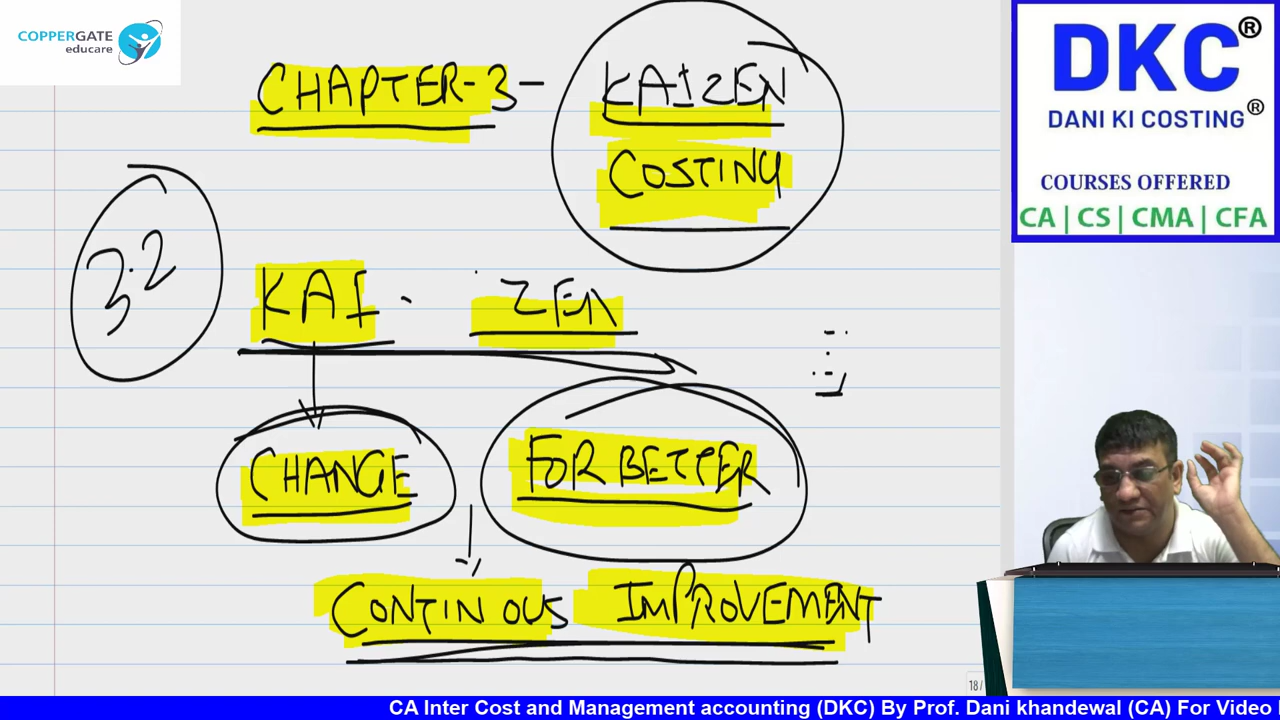 COPPERGATE
educare
CHAPTER-3-
KAIZEN
COSTING
3.2
KAI - ZEN
CHANGE
FOR BETTER
CONTINOUS IMPROVEMENT
18/
DKC®
DANI KI COSTING®
COURSES OFFERED
CA | CS | CMA | CFA
CA Inter Cost and Management accounting (DKC) By Prof. Dani khandewal (CA) For Video